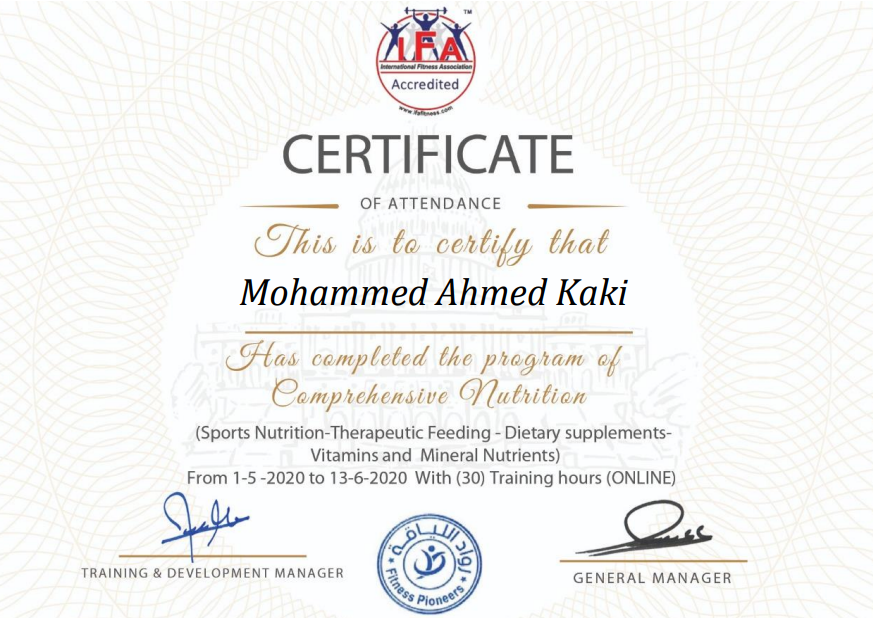 TM
IFA
International Fitness Association
Accredited
www.ifafitness.com
CERTIFICATE
OF ATTENDANCE
This is to certify that
Mohammed Ahmed Kaki
Has completed the program of
Comprehensive Nutrition
(Sports Nutrition-Therapeutic Feeding - Dietary supplements-
Vitamins and Mineral Nutrients)
From 1-5 -2020 to 13-6-2020 With (30) Training hours (ONLINE)
TRAINING & DEVELOPMENT MANAGER
رواد اللياقة
Fitness Pioneers
GENERAL MANAGER